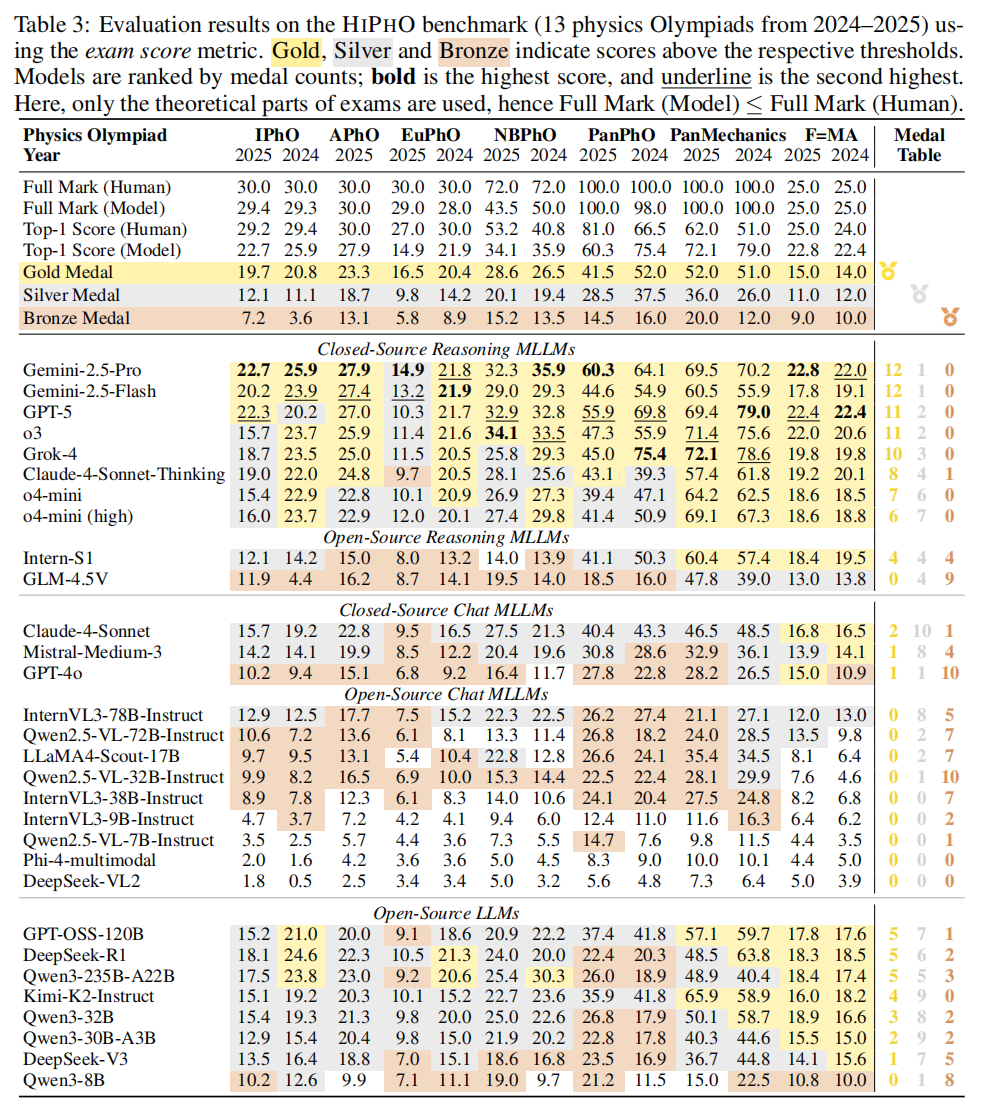 Table 3: Evaluation results on the HIPHO benchmark (13 physics Olympiads from 2024–2025) us-
ing the exam score metric. Gold, Silver and Bronze indicate scores above the respective thresholds.
Models are ranked by medal counts; bold is the highest score, and underline is the second highest.
Here, only the theoretical parts of exams are used, hence Full Mark (Model) ≤ Full Mark (Human).
Physics Olympiad IPhO APhO EuPhO NBPhO PanPhO PanMechanics F=MA Medal
Year 2025 2024 2025 2025 2024 2025 2024 2025 2024 2025 2024 2025 2024 Table
Full Mark (Human) 30.0 30.0 30.0 30.0 30.0 72.0 72.0 100.0 100.0 100.0 100.0 25.0 25.0
Full Mark (Model) 29.4 29.3 30.0 29.0 28.0 43.5 50.0 100.0 98.0 100.0 100.0 25.0 25.0
Top-1 Score (Human) 29.2 29.4 30.0 27.0 30.0 53.2 40.8 81.0 66.5 62.0 51.0 25.0 24.0
Top-1 Score (Model) 22.7 25.9 27.9 14.9 21.9 34.1 35.9 60.3 75.4 72.1 79.0 22.8 22.4
Gold Medal 19.7 20.8 23.3 16.5 20.4 28.6 26.5 41.5 52.0 52.0 51.0 15.0 14.0
Silver Medal 12.1 11.1 18.7 9.8 14.2 20.1 19.4 28.5 37.5 36.0 26.0 11.0 12.0
Bronze Medal 7.2 3.6 13.1 5.8 8.9 15.2 13.5 14.5 16.0 20.0 12.0 9.0 10.0
Closed-Source Reasoning MLLMs
Gemini-2.5-Pro 22.7 25.9 27.9 14.9 21.8 32.3 35.9 60.3 64.1 69.5 70.2 22.8 22.0 12 1 0
Gemini-2.5-Flash 20.2 23.9 27.4 13.2 21.9 29.0 29.3 44.6 54.9 59.6 55.9 17.8 19.1 12 1 0
GPT-5 22.3 20.2 27.0 10.3 21.7 32.9 32.8 55.9 69.8 69.4 79.0 22.4 22.4 11 2 0
o3 15.7 23.7 25.9 11.4 21.6 34.1 33.5 47.3 55.9 71.4 75.6 22.0 20.6 11 2 0
Grok-4 18.7 23.5 25.0 11.5 20.5 25.8 29.3 45.0 75.4 72.1 78.6 19.8 19.8 10 3 0
Claude-4-Sonnet-Thinking 19.0 22.0 24.8 9.7 20.5 28.1 25.6 43.1 39.3 57.4 61.8 19.2 20.1 8 4 1
o4-mini 15.4 22.9 22.8 10.1 20.9 26.9 27.3 39.4 47.1 64.2 62.5 18.6 18.5 7 6 0
o4-mini (high) 16.0 23.7 22.9 12.0 20.1 27.4 29.8 41.4 50.9 69.1 67.3 18.6 18.8 6 7 0
Open-Source Reasoning MLLMs
Intern-S1 12.1 14.2 15.0 8.0 13.2 14.0 13.9 41.1 50.3 60.4 57.4 18.4 19.5 4 4 4
GLM-4.5V 11.9 4.4 16.2 8.7 14.1 19.5 14.0 18.5 16.0 47.8 39.0 13.0 13.8 0 4 9
Closed-Source Chat MLLMs
Claude-4-Sonnet 15.7 19.2 22.8 9.5 16.5 27.5 21.3 40.4 43.3 46.5 48.5 16.8 16.5 2 10 1
Mistral-Medium-3 14.2 14.1 19.9 8.5 12.2 20.4 19.6 30.8 28.6 32.9 36.1 13.9 14.1 1 8 4
GPT-4o 10.2 9.4 15.1 6.8 9.2 16.4 11.7 27.8 22.8 28.2 26.5 15.0 10.9 1 1 10
Open-Source Chat MLLMs
InternVL3-78B-Instruct 12.9 12.5 17.7 7.5 15.2 22.3 22.5 26.2 27.4 21.1 27.1 12.0 13.0 0 8 5
Qwen2.5-VL-72B-Instruct 10.6 7.2 13.6 6.1 8.1 13.3 11.4 26.8 18.2 24.0 28.5 13.5 9.8 0 2 7
LLaMA4-Scout-17B 9.7 9.5 13.1 5.4 10.4 22.8 12.8 26.6 24.1 35.4 34.5 8.1 6.4 0 2 7
Qwen2.5-VL-32B-Instruct 9.9 8.2 16.5 6.9 10.0 15.3 14.4 22.5 22.4 28.1 29.9 7.6 4.6 0 1 10
InternVL3-38B-Instruct 8.9 7.8 12.3 6.1 8.3 14.0 10.6 24.1 20.4 27.5 24.8 8.2 6.8 0 0 7
InternVL3-9B-Instruct 4.7 3.7 7.2 4.2 4.1 9.4 6.0 12.4 11.0 11.6 16.3 6.4 6.2 0 0 2
Qwen2.5-VL-7B-Instruct 3.5 2.5 5.7 4.4 3.6 7.3 5.5 14.7 7.6 9.8 11.5 4.4 3.5 0 0 1
Phi-4-multimodal 2.0 1.6 4.2 3.6 3.6 5.0 4.5 8.3 9.0 10.0 10.1 4.4 5.0 0 0 0
DeepSeek-VL2 1.8 0.5 2.5 3.4 3.4 5.0 3.2 5.6 4.8 7.3 6.4 5.0 3.9 0 0 0
Open-Source LLMs
GPT-OSS-120B 15.2 21.0 20.0 9.1 18.6 20.9 22.2 37.4 41.8 57.1 59.7 17.8 17.6 5 7 1
DeepSeek-R1 18.1 24.6 22.3 10.5 21.3 24.0 20.0 22.4 20.3 48.5 63.8 18.3 18.5 5 6 2
Qwen3-235B-A22B 17.5 23.8 23.0 9.2 20.6 25.4 30.3 26.0 18.9 48.9 40.4 18.4 17.4 5 5 3
Kimi-K2-Instruct 15.1 19.2 20.3 10.1 15.2 22.7 23.6 35.9 41.8 65.9 58.9 16.0 18.2 4 9 0
Qwen3-32B 15.4 19.3 21.3 9.8 20.0 25.0 22.6 26.8 17.9 50.1 58.7 18.9 16.6 3 8 2
Qwen3-30B-A3B 12.9 15.4 20.4 9.8 15.0 21.9 20.2 22.8 17.8 40.3 44.6 15.5 15.0 2 9 2
DeepSeek-V3 13.5 16.4 18.8 7.0 15.1 18.6 16.8 23.5 16.9 36.7 44.8 14.1 15.6 1 7 5
Qwen3-8B 10.2 12.6 9.9 7.1 11.1 19.0 9.7 21.2 11.5 15.0 22.5 10.8 10.0 0 1 8